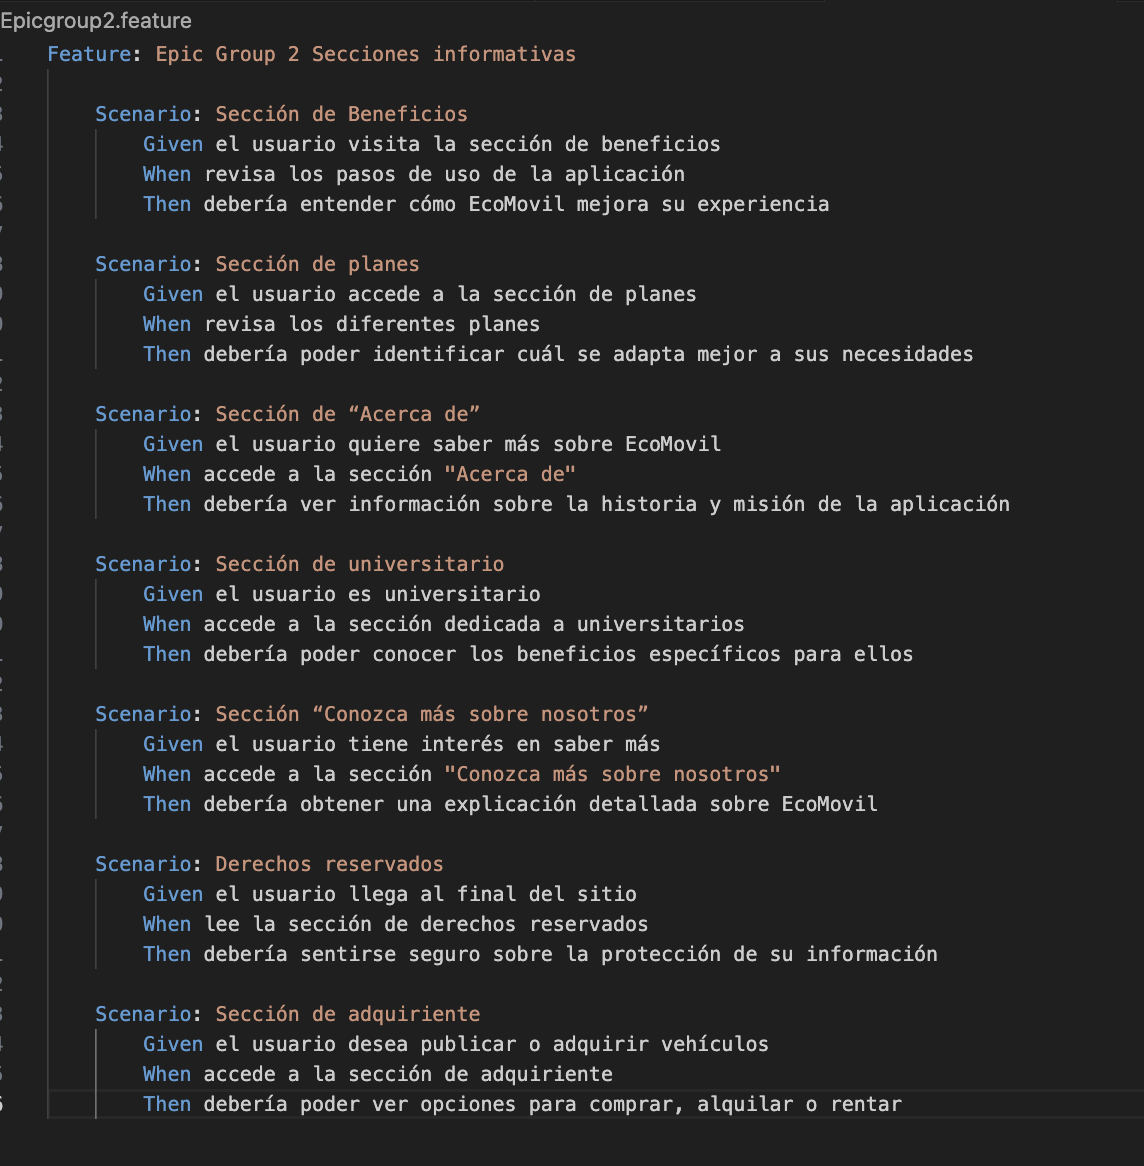 Epicgroup2.feature
Feature: Epic Group 2 Secciones informativas
Scenario: Sección de Beneficios
Given el usuario visita la sección de beneficios
When revisa los pasos de uso de la aplicación
Then debería entender cómo EcoMovil mejora su experiencia
Scenario: Sección de planes
Given el usuario accede a la sección de planes
When revisa los diferentes planes
Then debería poder identificar cuál se adapta mejor a sus necesidades
Scenario: Sección de “Acerca de”
Given el usuario quiere saber más sobre EcoMovil
When accede a la sección "Acerca de"
Then debería ver información sobre la historia y misión de la aplicación
Scenario: Sección de universitario
Given el usuario es universitario
When accede a la sección dedicada a universitarios
Then debería poder conocer los beneficios específicos para ellos
Scenario: Sección “Conozca más sobre nosotros”
Given el usuario tiene interés en saber más
When accede a la sección "Conozca más sobre nosotros"
Then debería obtener una explicación detallada sobre EcoMovil
Scenario: Derechos reservados
Given el usuario llega al final del sitio
When lee la sección de derechos reservados
Then debería sentirse seguro sobre la protección de su información
Scenario: Sección de adquiriente
Given el usuario desea publicar o adquirir vehículos
When accede a la sección de adquiriente
Then debería poder ver opciones para comprar, alquilar o rentar